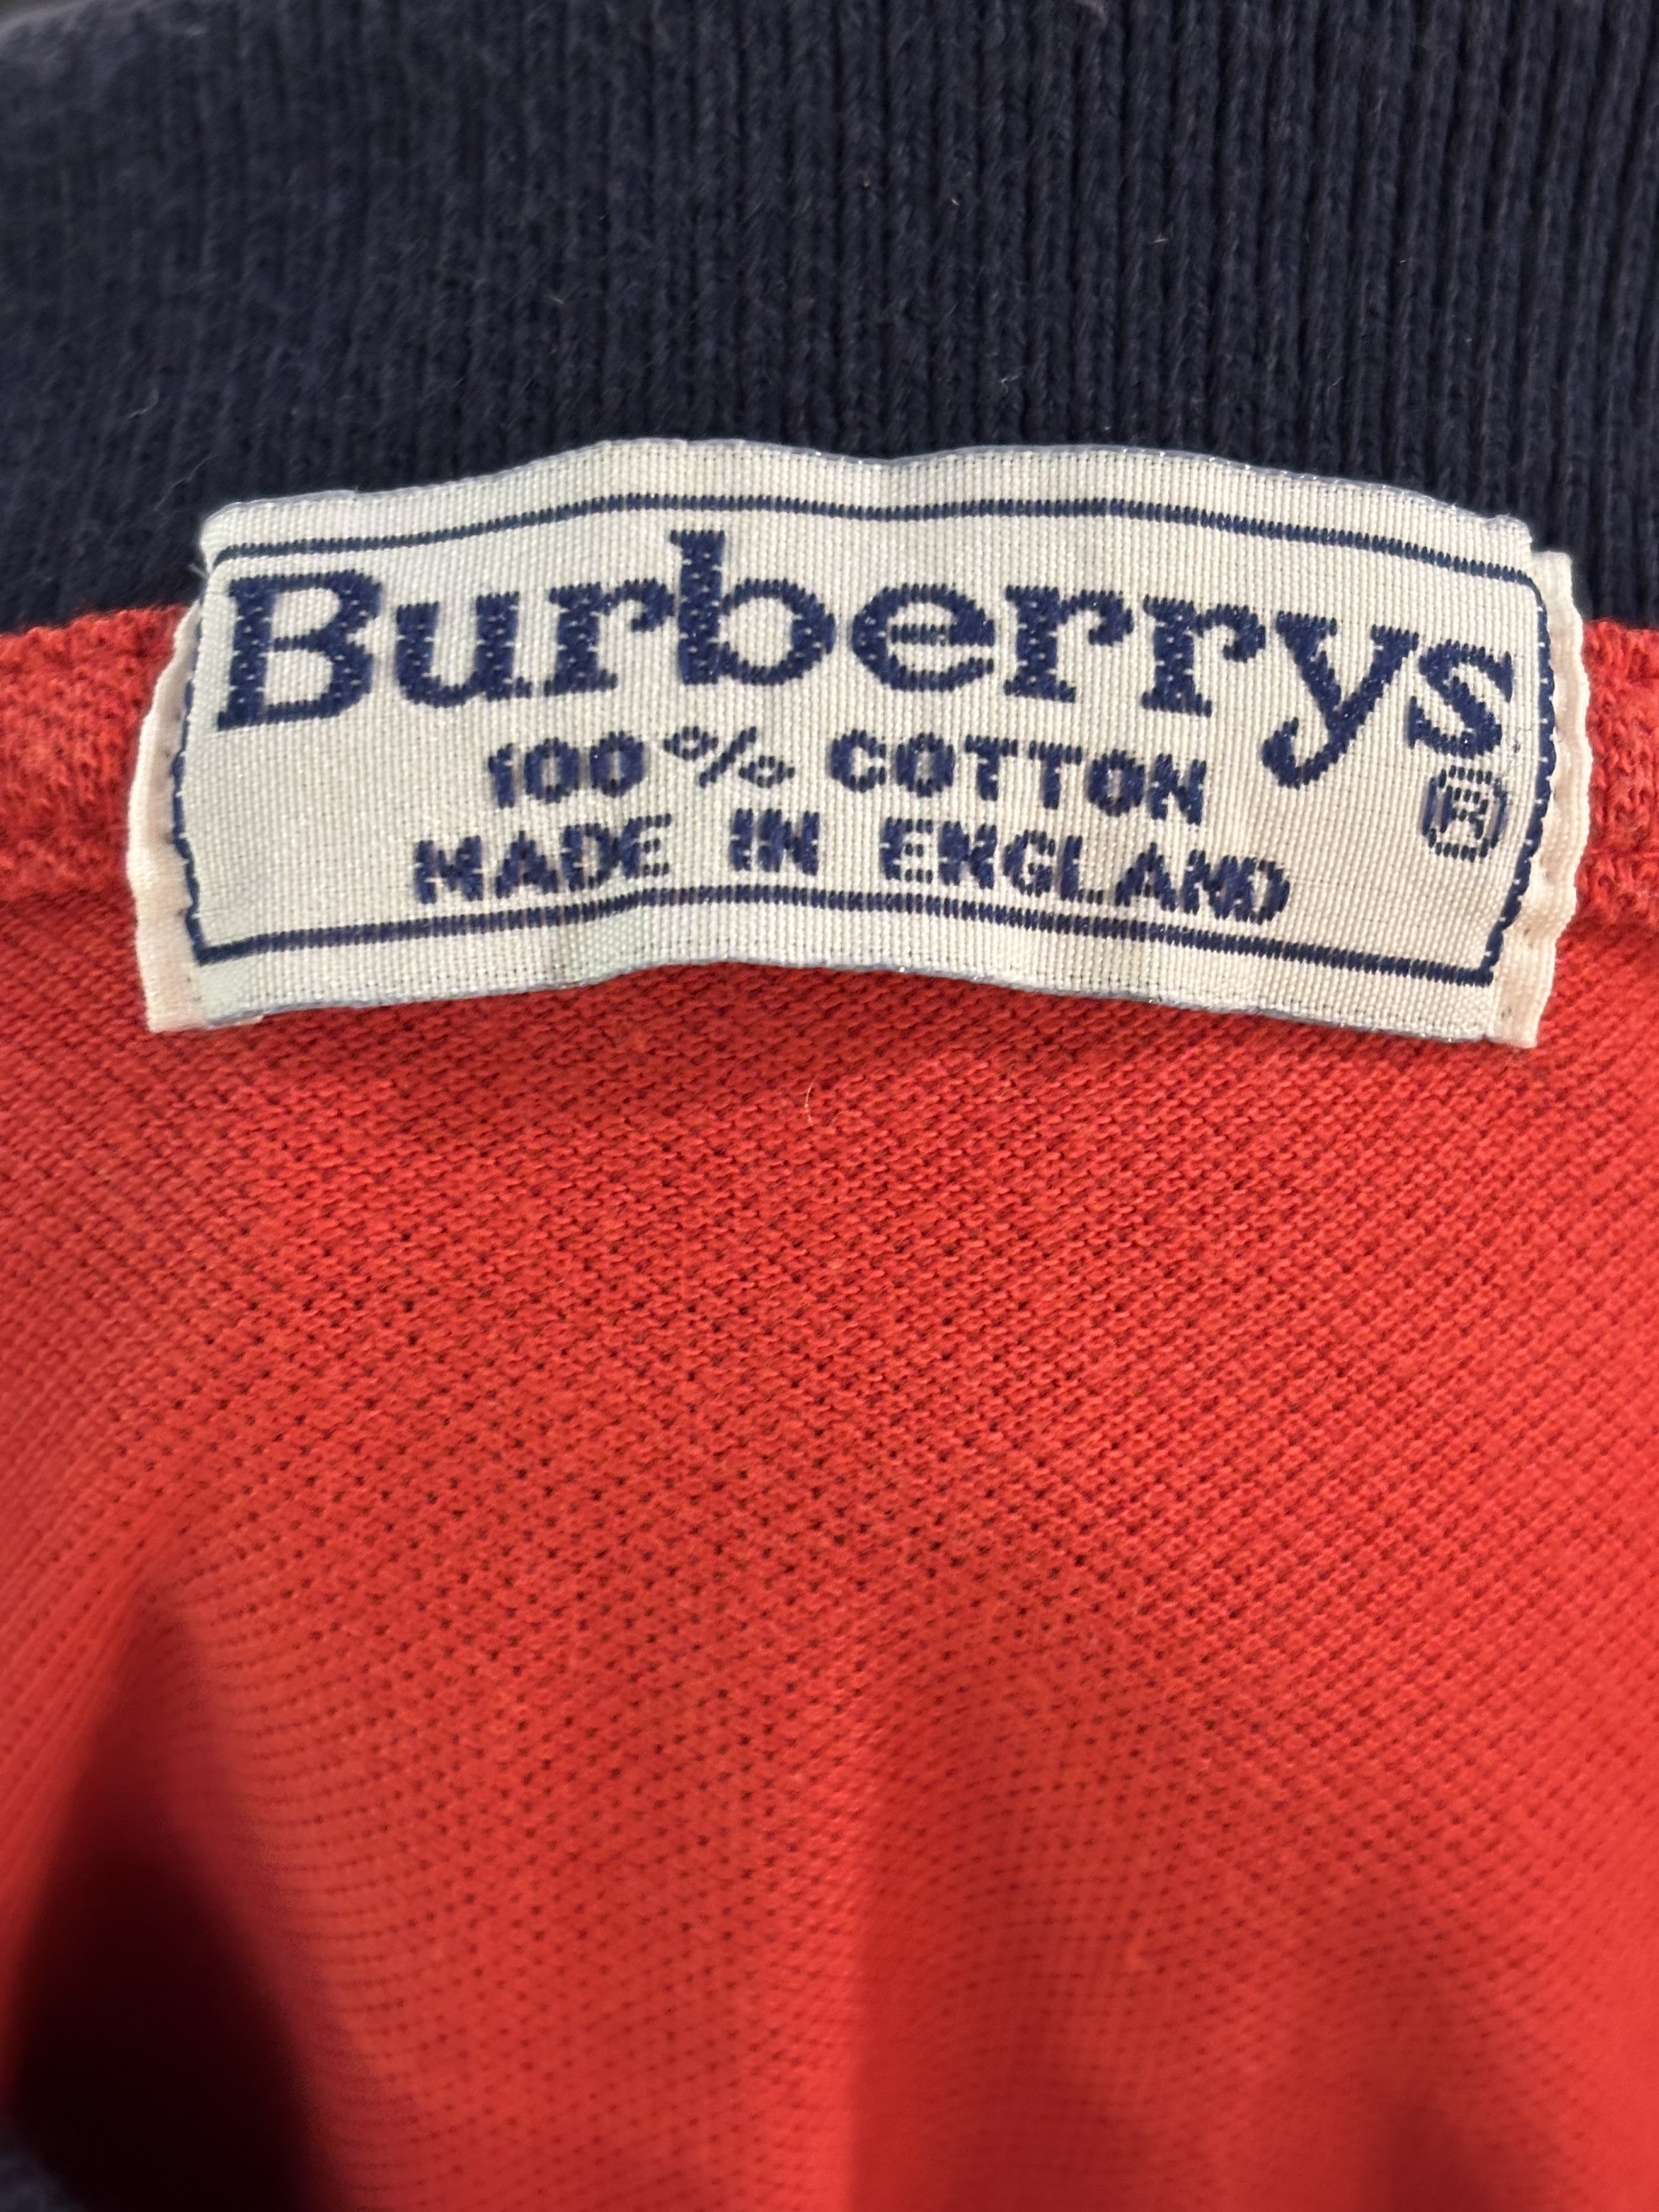 Burberrys
100% COTTON
®
MADE IN ENGLAND